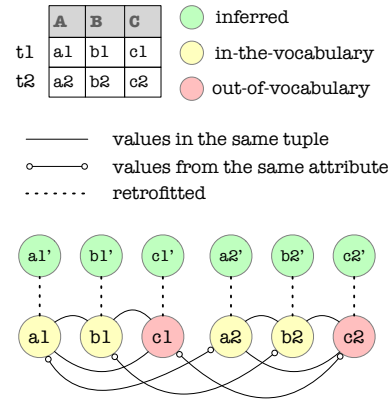 A B C
t1 a1 b1 c1
t2 a2 b2 c2
inferred
in-the-vocabulary
out-of-vocabulary
values in the same tuple
values from the same attribute
retrofitted
a1' b1' c1' a2' b2' c2'
a1 b1 c1 a2 b2 c2